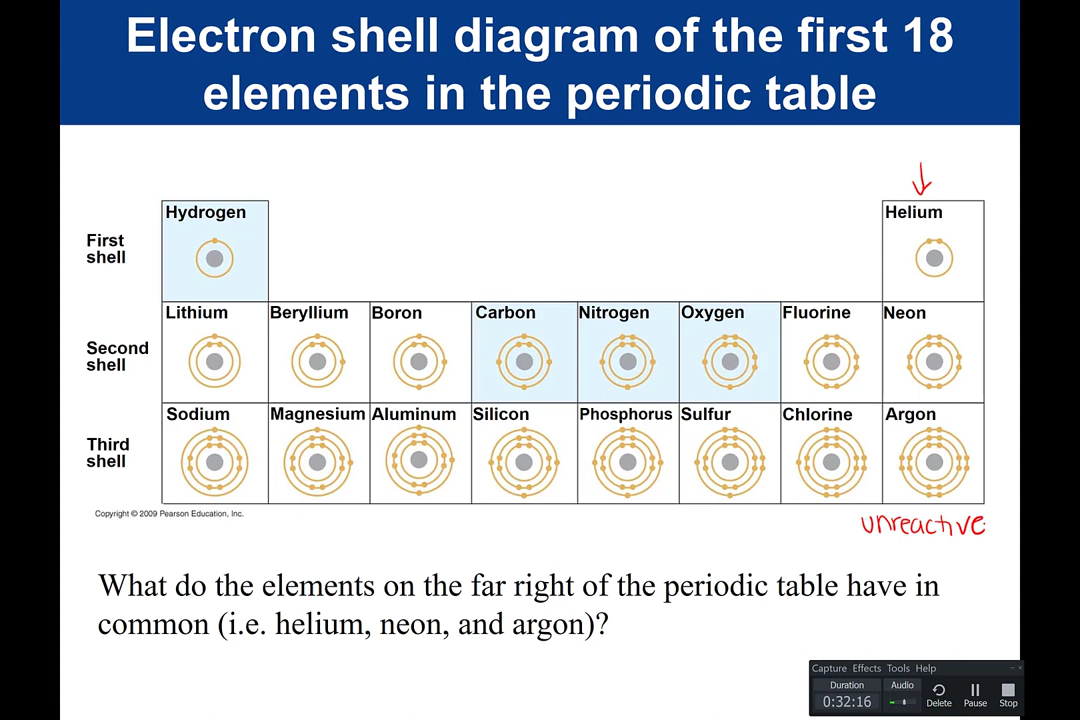 Electron shell diagram of the first 18
elements in the periodic table
Hydrogen
Helium
First
shell
Lithium Beryllium Boron Carbon Nitrogen Oxygen Fluorine Neon
Second
shell
Sodium Magnesium Aluminum Silicon Phosphorus Sulfur Chlorine Argon
Third
shell
Copyright © 2009 Pearson Education, Inc.
unreactive
What do the elements on the far right of the periodic table have in
common (i.e. helium, neon, and argon)?
Capture Effects Tools Help
Duration Audio
0:32:16 Delete Pause Stop